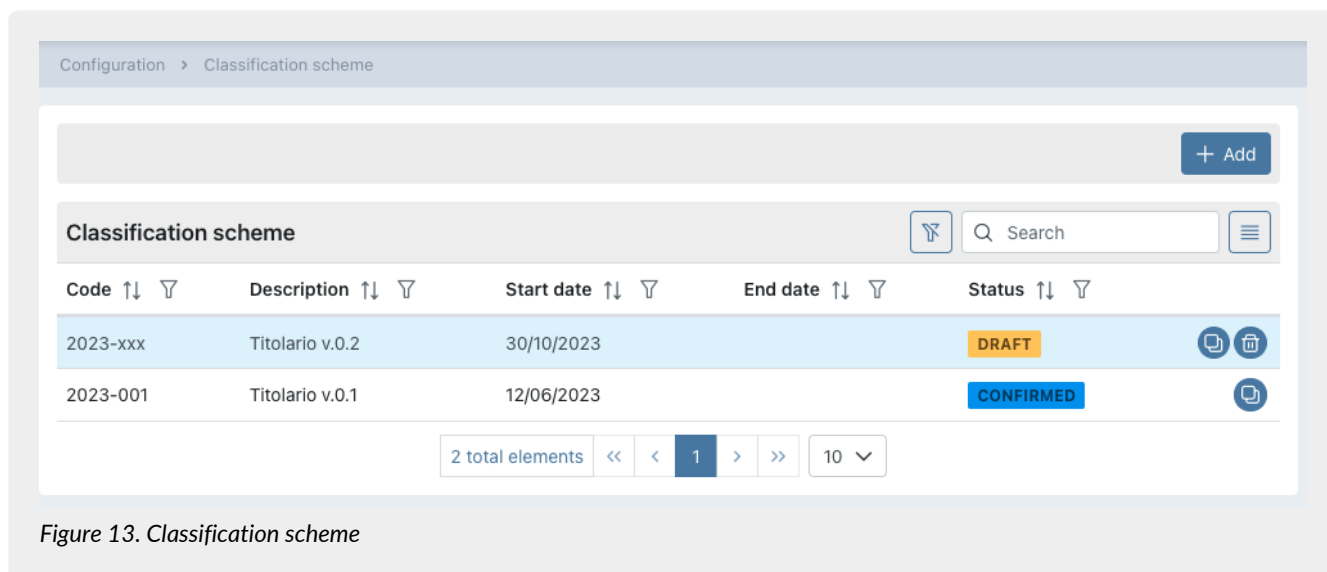 Configuration > Classification scheme
+ Add
Classification scheme Search
Code Description Start date End date Status
2023-xxx Titolario v.0.2 30/10/2023 DRAFT
2023-001 Titolario v.0.1 12/06/2023 CONFIRMED
2 total elements << < 1 > >> 10
Figure 13. Classification scheme